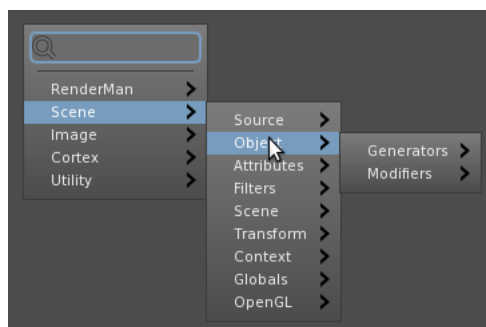 RenderMan
Scene
Image
Cortex
Utility
Source
Object
Attributes
Filters
Scene
Transform
Context
Globals
OpenGL
Generators
Modifiers